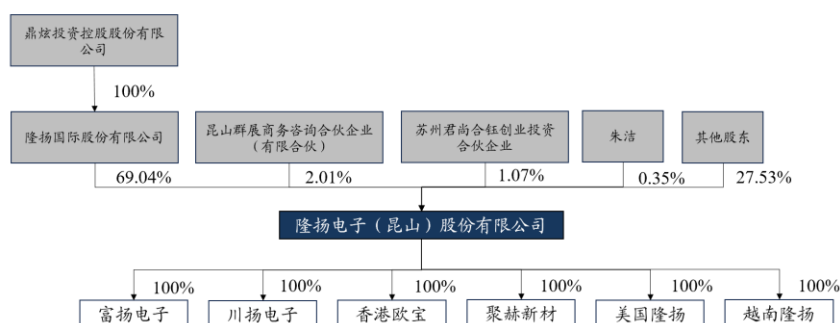 鼎炫投资控股股份有限
公司
100%
隆扬国际股份有限公司
昆山群展商务咨询合伙企业
（有限合伙）
苏州君尚合钰创业投资
合伙企业
朱洁
其他股东
69.04%
2.01%
1.07%
0.35%
27.53%
隆扬电子（昆山）股份有限公司
100%
100%
100%
100%
100%
100%
富扬电子
川扬电子
香港欧宝
聚赫新材
美国隆扬
越南隆扬